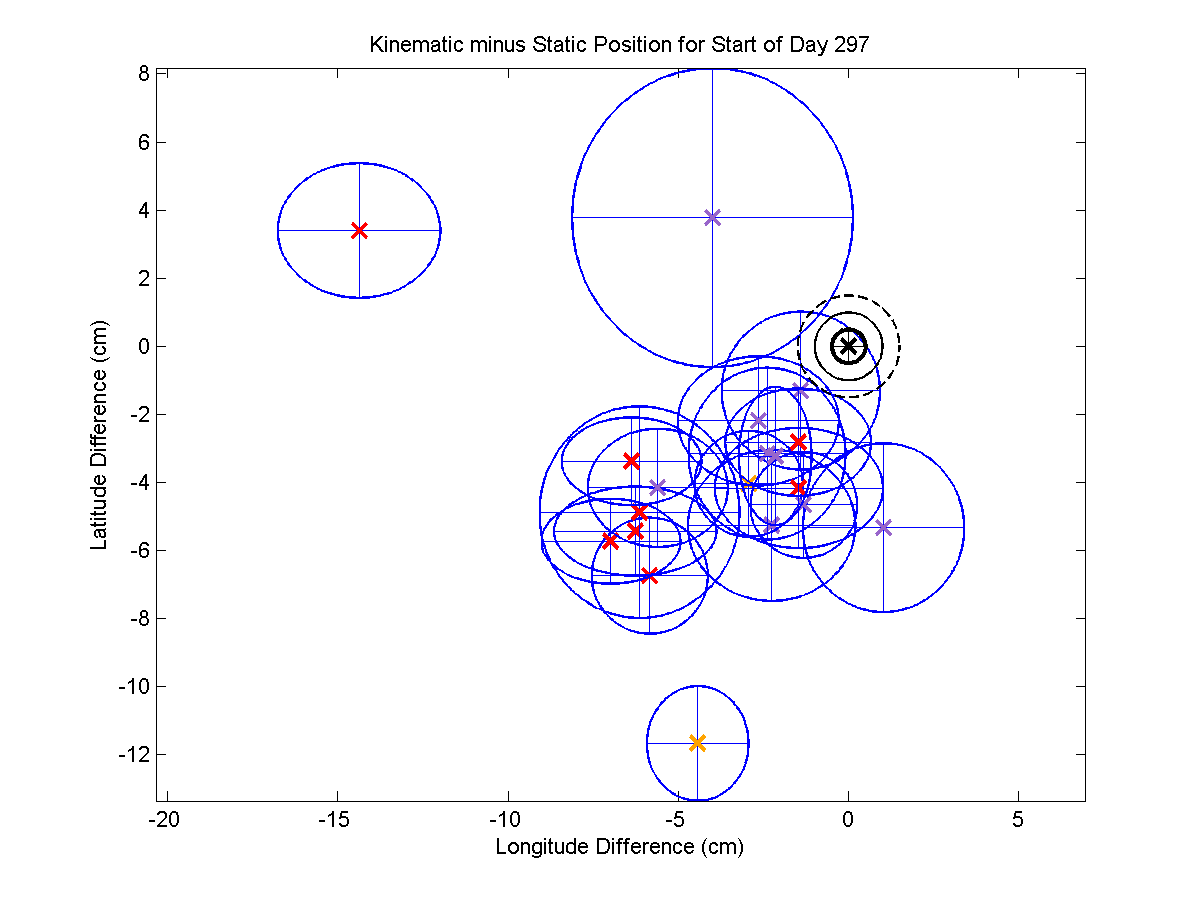 Kinematic minus Static Position for Start of Day 297
8
6
4
2
0
-2
-4
-6
-8
-10
-12
Latitude Difference (cm)
-20 -15 -10 -5 0 5
Longitude Difference (cm)